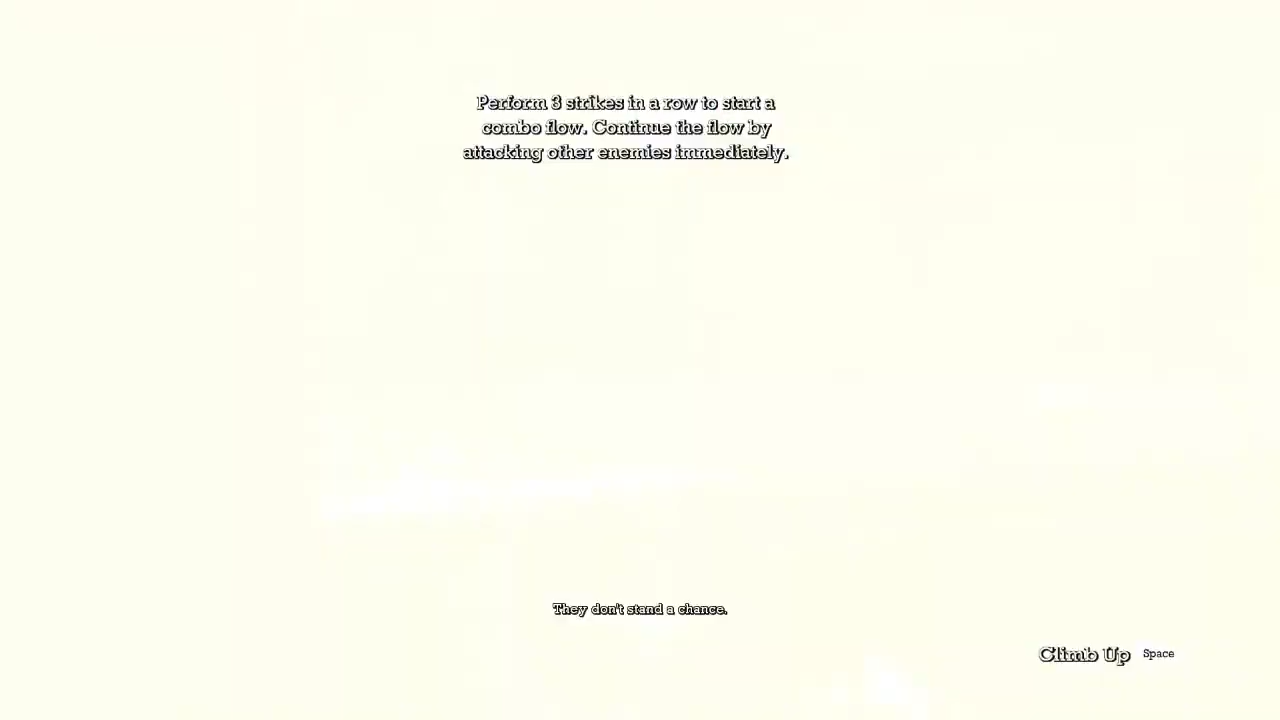 Perform 3 strikes in a row to start a
combo flow. Continue the flow by
attacking other enemies immediately.
They don't stand a chance.
Climb Up Space